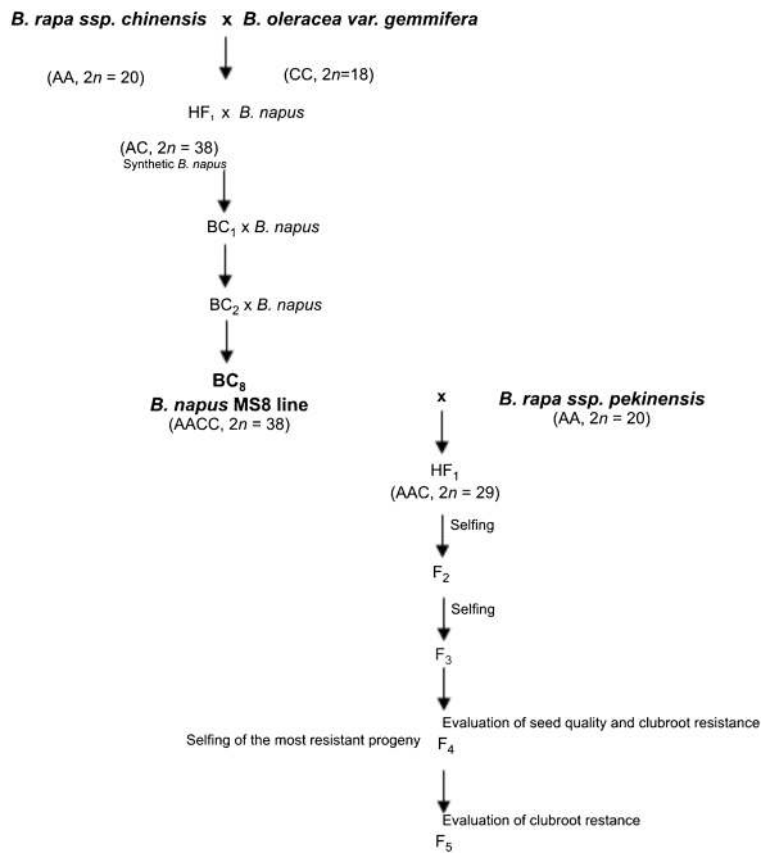 B. rapa ssp. chinensis x B. oleracea var. gemmifera
(AA, 2n = 20) (CC, 2n=18)
HF₁ x B. napus
(AC, 2n = 38)
Synthetic B. napus
BC₁ x B. napus
BC₂ x B. napus
BC₈
B. napus MS8 line
(AACC, 2n = 38)
x B. rapa ssp. pekinensis
(AA, 2n = 20)
HF₁
(AAC, 2n = 29)
Selfing
F₂
Selfing
F₃
Evaluation of seed quality and clubroot resistance
Selfing of the most resistant progeny F₄
Evaluation of clubroot restance
F₅